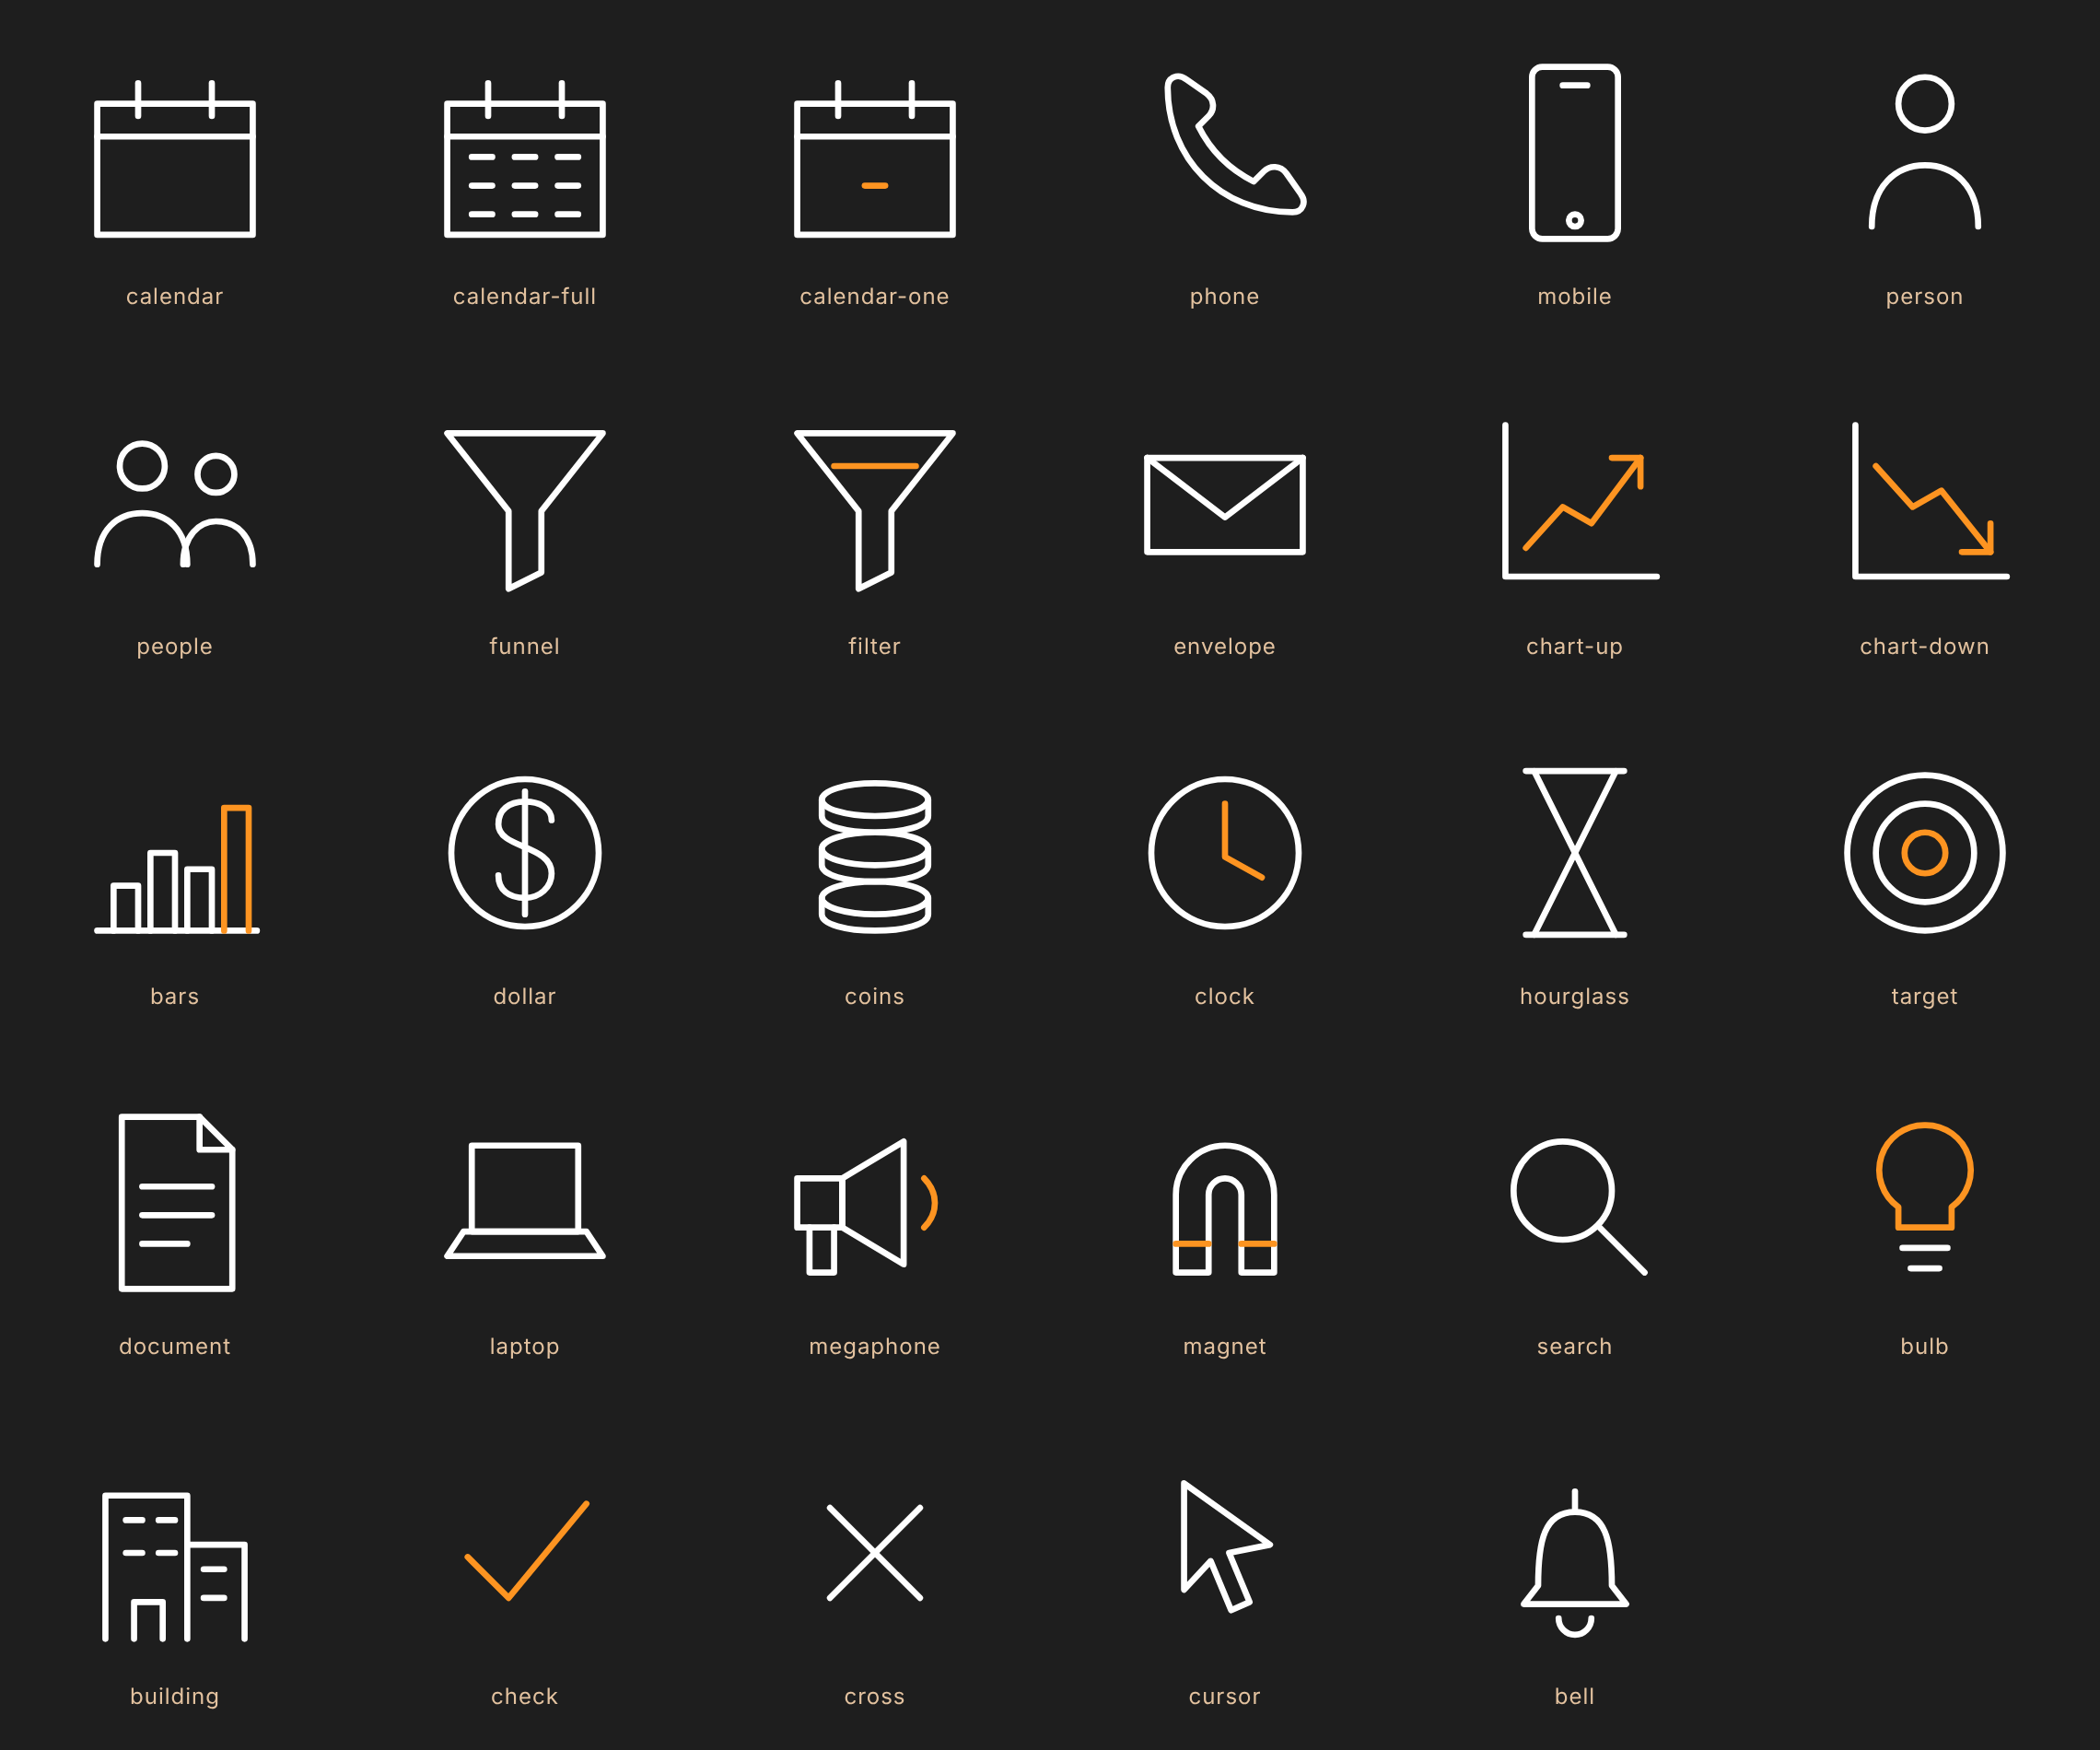 calendar
calendar-full
calendar-one
phone
mobile
person
people
funnel
filter
envelope
chart-up
chart-down
bars
dollar
coins
clock
hourglass
target
document
laptop
megaphone
magnet
search
bulb
building
check
cross
cursor
bell